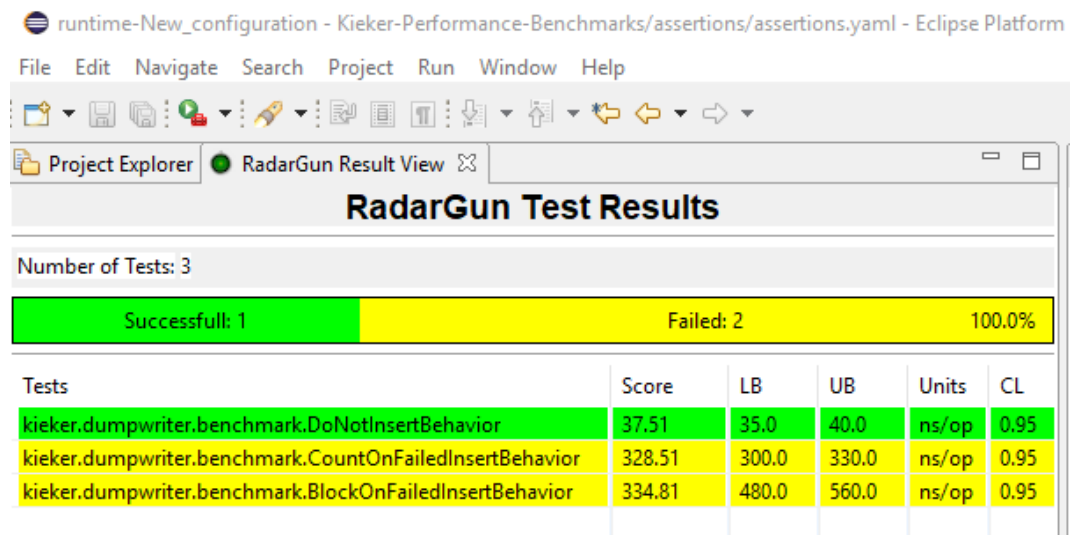 runtime-New_configuration - Kieker-Performance-Benchmarks/assertions/assertions.yaml - Eclipse Platform
File Edit Navigate Search Project Run Window Help
Project Explorer RadarGun Result View
RadarGun Test Results
Number of Tests: 3
Successfull: 1 Failed: 2 100.0%
Tests Score LB UB Units CL
kieker.dumpwriter.benchmark.DoNotInsertBehavior 37.51 35.0 40.0 ns/op 0.95
kieker.dumpwriter.benchmark.CountOnFailedInsertBehavior 328.51 300.0 330.0 ns/op 0.95
kieker.dumpwriter.benchmark.BlockOnFailedInsertBehavior 334.81 480.0 560.0 ns/op 0.95